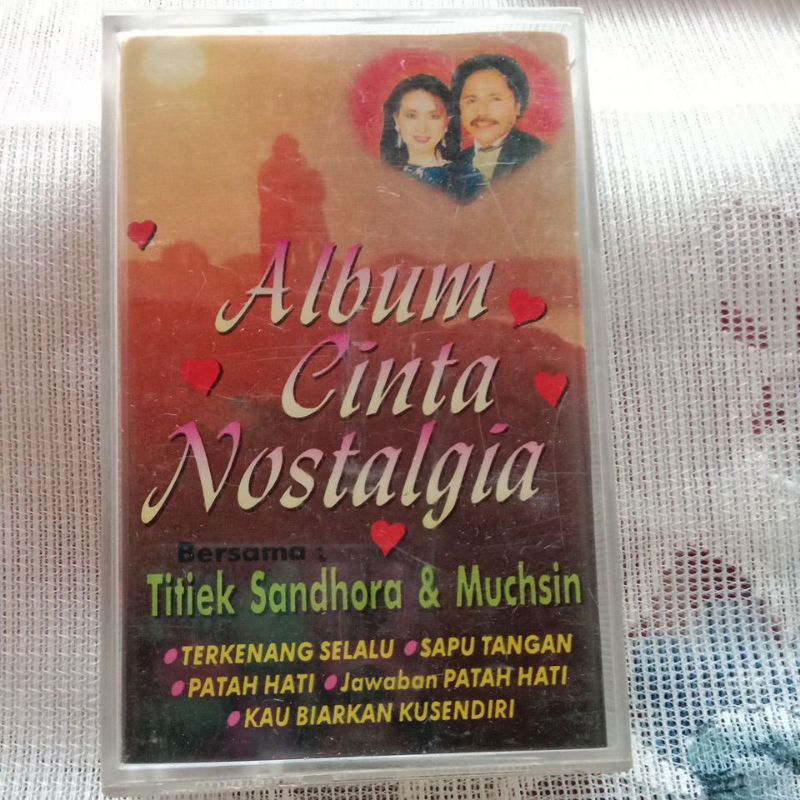 Album
Cinta
Nostalgia
Bersama :
Titiek Sandhora & Muchsin
• TERKENANG SELALU • SAPU TANGAN
• PATAH HATI • Jawaban PATAH HATI
• KAU BIARKAN KUSENDIRI